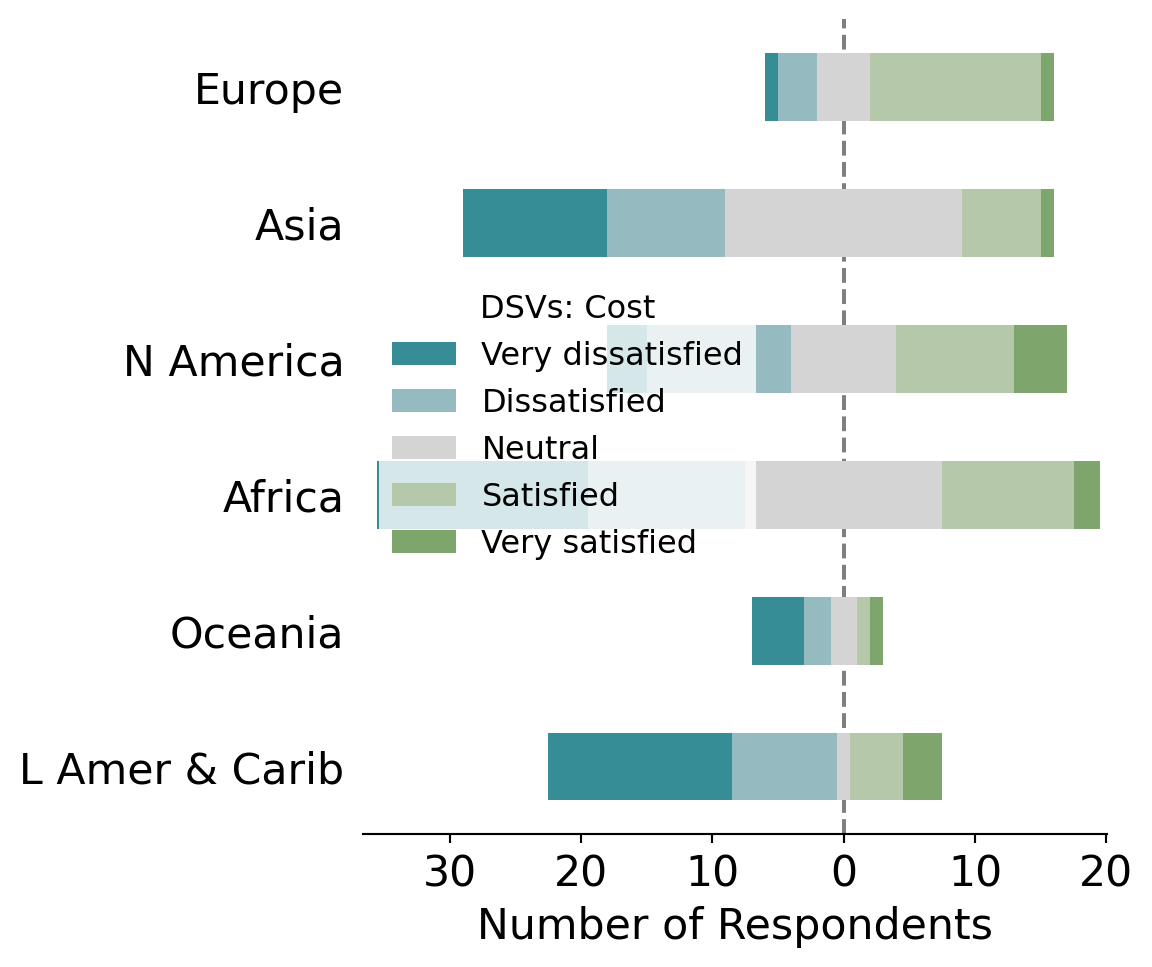 Europe
Asia
N America
Africa
Oceania
L Amer & Carib
DSVs: Cost
Very dissatisfied
Dissatisfied
Neutral
Satisfied
Very satisfied
30 20 10 0 10 20
Number of Respondents